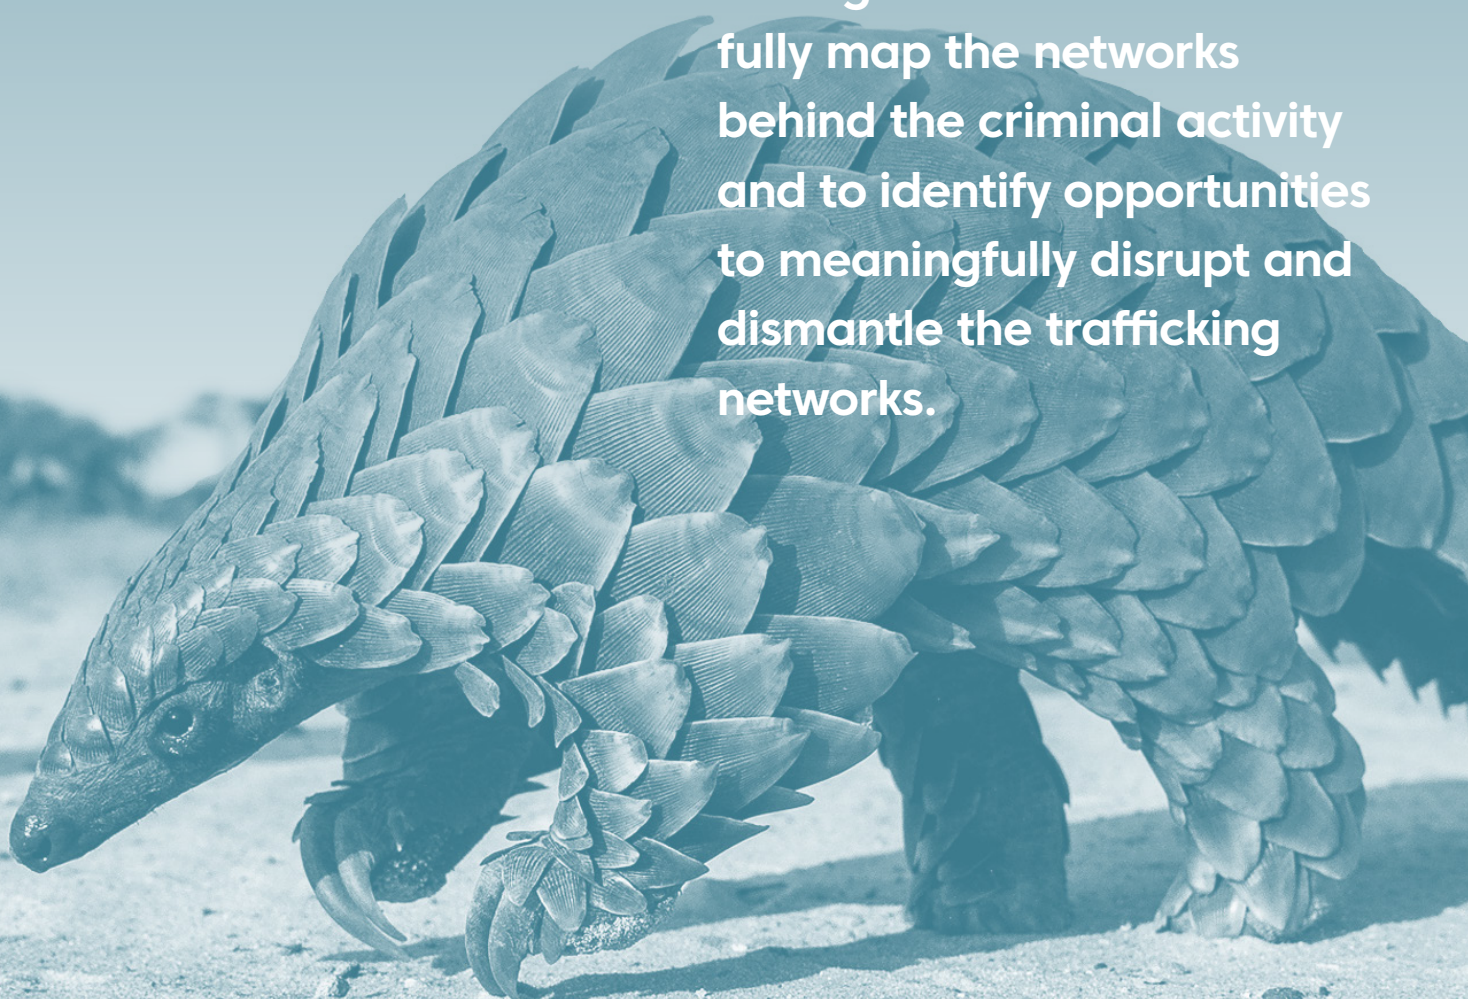 fully map the networks
behind the criminal activity
and to identify opportunities
to meaningfully disrupt and
dismantle the trafficking
networks.